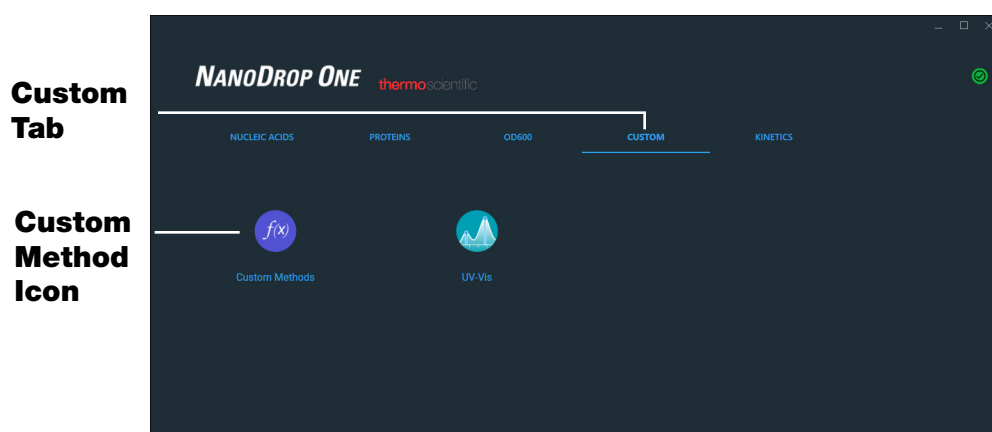 NANODROP ONE thermoscientific
Custom
Tab
NUCLEIC ACIDS PROTEINS OD600 CUSTOM KINETICS
Custom
Method
Icon
f(x)
Custom Methods UV-Vis